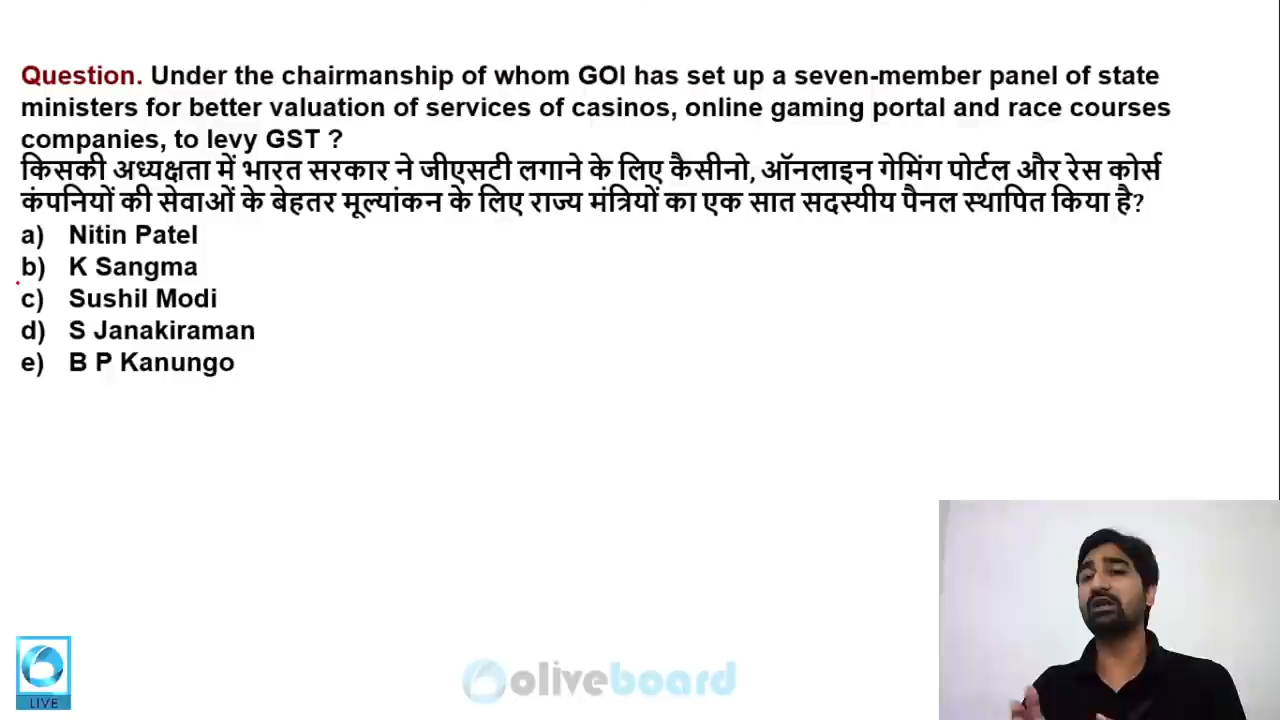 Question. Under the chairmanship of whom GOI has set up a seven-member panel of state
ministers for better valuation of services of casinos, online gaming portal and race courses
companies, to levy GST ?
किसकी अध्यक्षता में भारत सरकार ने जीएसटी लगाने के लिए कैसीनो, ऑनलाइन गेमिंग पोर्टल और रेस कोर्स
कंपनियों की सेवाओं के बेहतर मूल्यांकन के लिए राज्य मंत्रियों का एक सात सदस्यीय पैनल स्थापित किया है?
a) Nitin Patel
b) K Sangma
c) Sushil Modi
d) S Janakiraman
e) B P Kanungo
LIVE
oliveboard